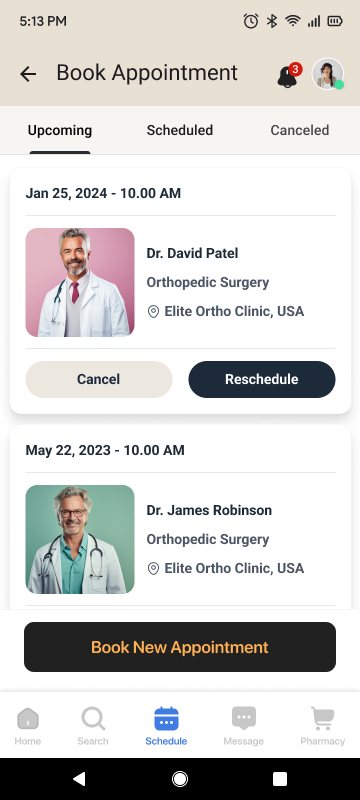 5:13 PM
Book Appointment
3
Upcoming
Scheduled
Canceled
Jan 25, 2024 - 10.00 AM
Dr. David Patel
Orthopedic Surgery
Elite Ortho Clinic, USA
Cancel
Reschedule
May 22, 2023 - 10.00 AM
Dr. James Robinson
Orthopedic Surgery
Elite Ortho Clinic, USA
Book New Appointment
Home
Search
Schedule
Message
Pharmacy